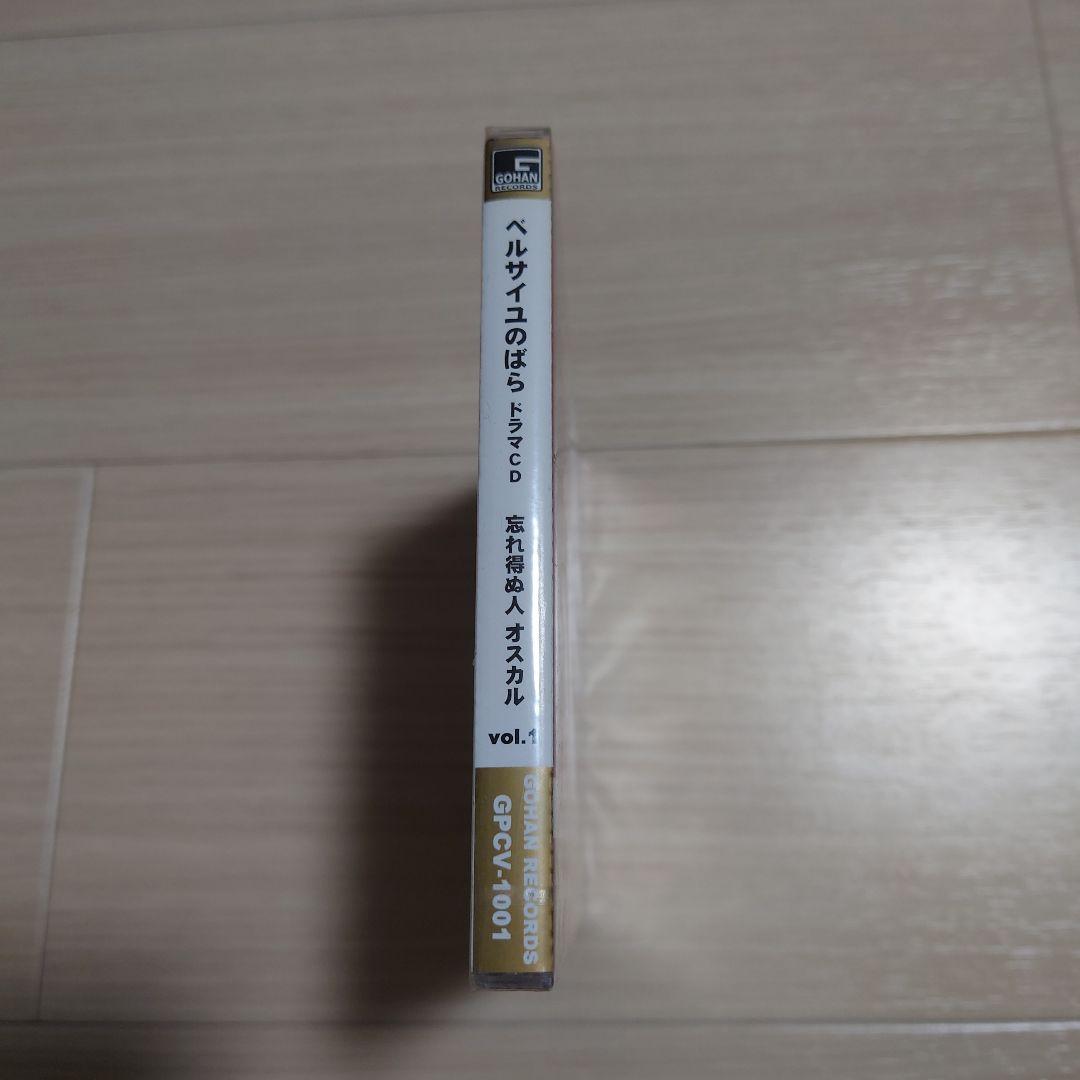 GOHAN
RECORDS
ベルサイユのばら ドラマCD 忘れ得ぬ人 オスカル
vol.1
GOHAN RECORDS
GPCV-1001